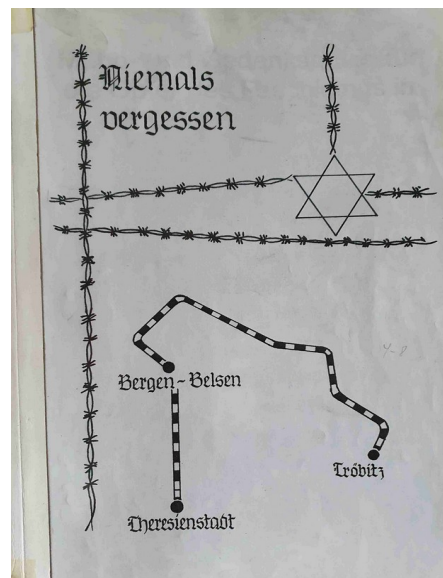 Niemals
vergessen
Bergen-Belsen
Tröbitz
Theresienstadt